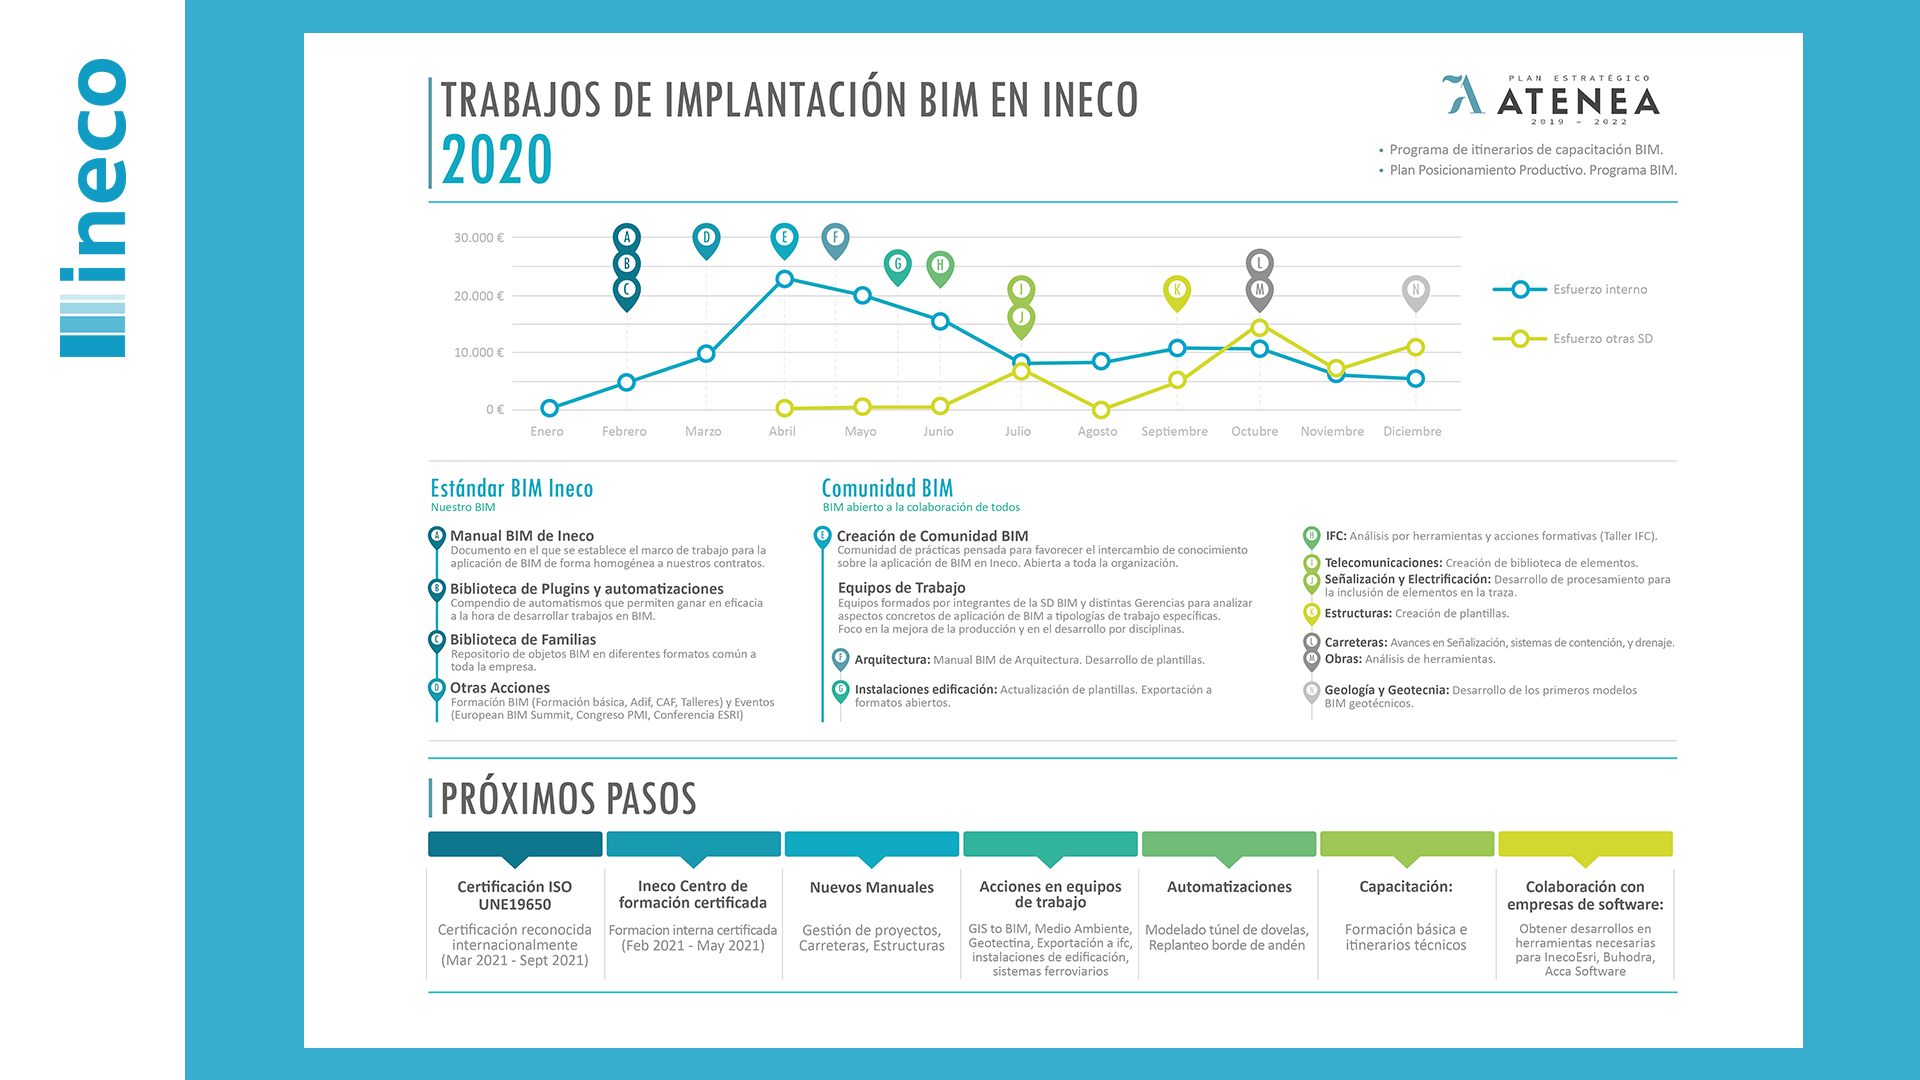 ineco
TRABAJOS DE IMPLANTACIÓN BIM EN INECO
2020
PLAN ESTRATÉGICO
ATENEA
2019 - 2022
• Programa de itinerarios de capacitación BIM.
• Plan Posicionamiento Productivo. Programa BIM.
30.000 €
20.000 €
10.000 €
0 €
A
B
C
D
E
F
G
H
I
J
K
L
M
N
Esfuerzo interno
Esfuerzo otras SD
Enero Febrero Marzo Abril Mayo Junio Julio Agosto Septiembre Octubre Noviembre Diciembre
Estándar BIM Ineco
Nuestro BIM
A Manual BIM de Ineco
Documento en el que se establece el marco de trabajo para la
aplicación de BIM de forma homogénea a nuestros contratos.
B Biblioteca de Plugins y automatizaciones
Compendio de automatismos que permiten ganar en eficacia
a la hora de desarrollar trabajos en BIM.
C Biblioteca de Familias
Repositorio de objetos BIM en diferentes formatos común a
toda la empresa.
D Otras Acciones
Formación BIM (Formación básica, Adif, CAF, Talleres) y Eventos
(European BIM Summit, Congreso PMI, Conferencia ESRI)
Comunidad BIM
BIM abierto a la colaboración de todos
E Creación de Comunidad BIM
Comunidad de prácticas pensada para favorecer el intercambio de conocimiento
sobre la aplicación de BIM en Ineco. Abierta a toda la organización.
Equipos de Trabajo
Equipos formados por integrantes de la SD BIM y distintas Gerencias para analizar
aspectos concretos de aplicación de BIM a tipologías de trabajo específicas.
Foco en la mejora de la producción y en el desarrollo por disciplinas.
F Arquitectura: Manual BIM de Arquitectura. Desarrollo de plantillas.
G Instalaciones edificación: Actualización de plantillas. Exportación a
formatos abiertos.
H IFC: Análisis por herramientas y acciones formativas (Taller IFC).
I Telecomunicaciones: Creación de biblioteca de elementos.
J Señalización y Electrificación: Desarrollo de procesamiento para
la inclusión de elementos en la traza.
K Estructuras: Creación de plantillas.
L Carreteras: Avances en Señalización, sistemas de contención, y drenaje.
M Obras: Análisis de herramientas.
N Geología y Geotecnia: Desarrollo de los primeros modelos
BIM geotécnicos.
PRÓXIMOS PASOS
Certificación ISO
UNE19650
Certificación reconocida
internacionalmente
(Mar 2021 - Sept 2021)
Ineco Centro de
formación certificada
Formacion interna certificada
(Feb 2021 - May 2021)
Nuevos Manuales
Gestión de proyectos,
Carreteras, Estructuras
Acciones en equipos
de trabajo
GIS to BIM, Medio Ambiente,
Geotectina, Exportación a ifc,
instalaciones de edificación,
sistemas ferroviarios
Automatizaciones
Modelado túnel de dovelas,
Replanteo borde de andén
Capacitación:
Formación básica e
itinerarios técnicos
Colaboración con
empresas de software:
Obtener desarrollos en
herramientas necesarias
para InecoEsri, Buhodra,
Acca Software